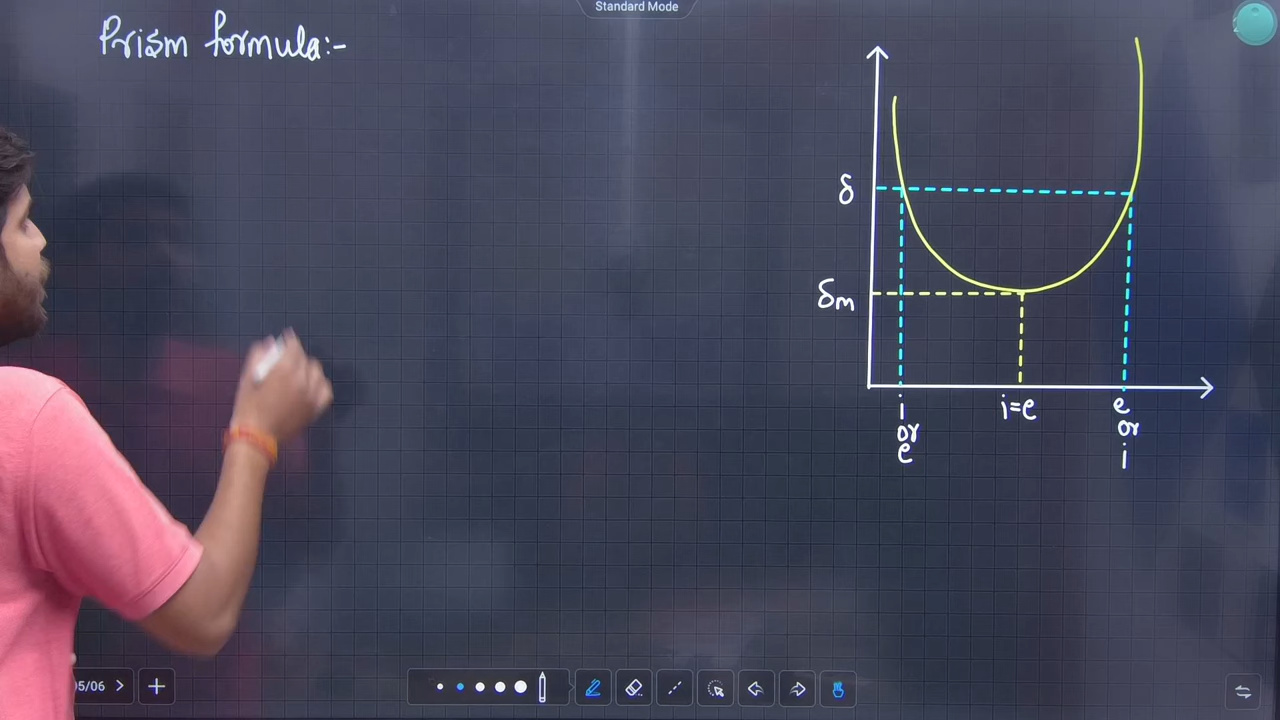 Standard Mode
Prism formula:-
δ
δm
i or e
i=e
e or i
05/06